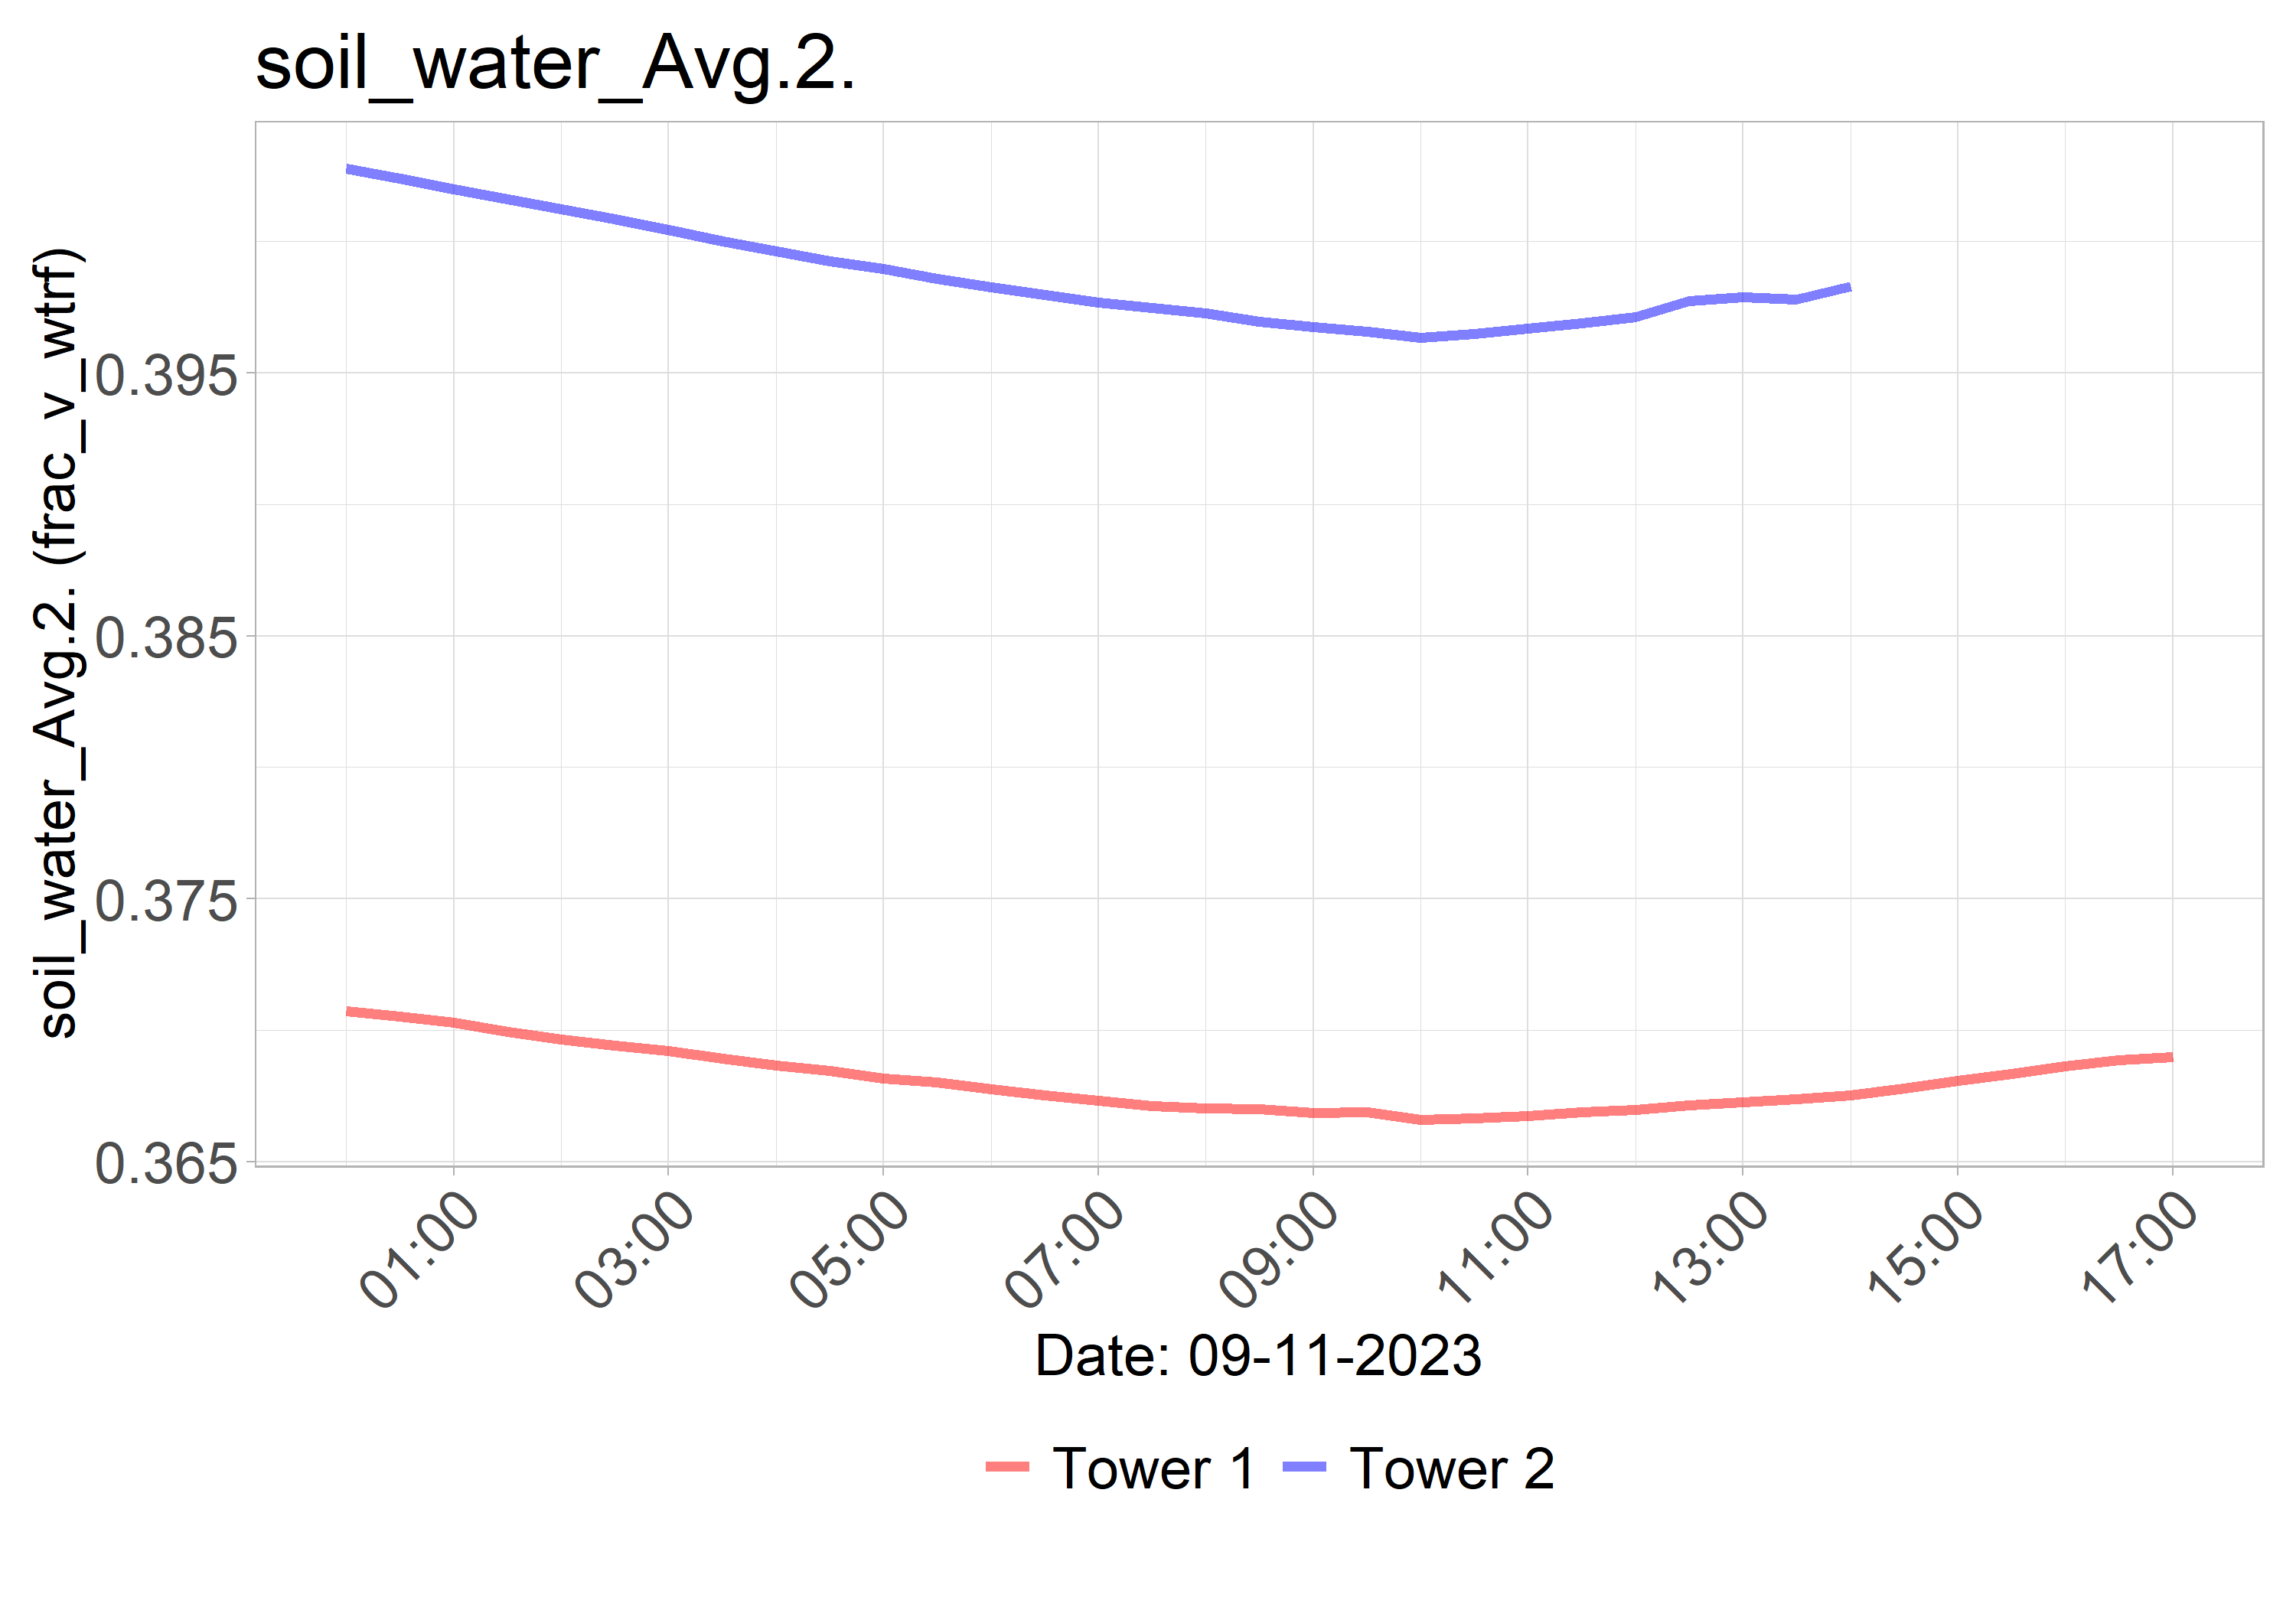 soil_water_Avg.2.
soil_water_Avg.2. (frac_v_wtrf)
0.395
0.385
0.375
0.365
01:00
03:00
05:00
07:00
09:00
11:00
13:00
15:00
17:00
Date: 09-11-2023
Tower 1
Tower 2